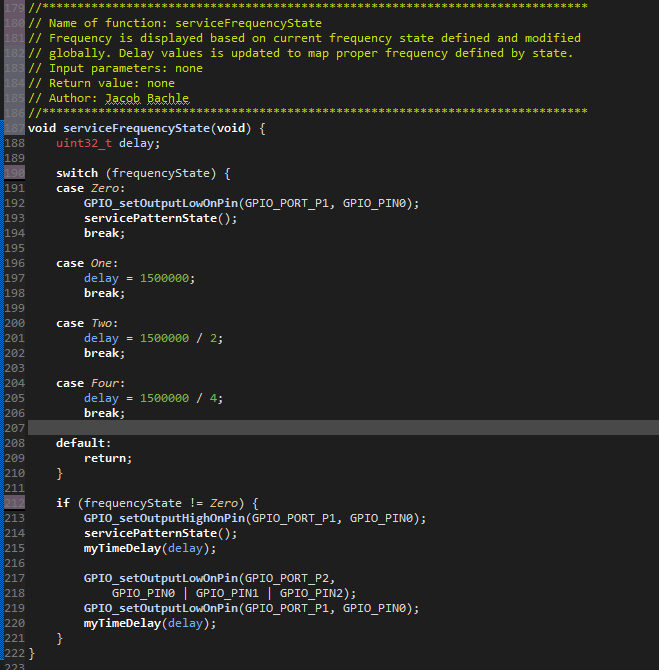 179 //******************************************************************************
180 // Name of function: serviceFrequencyState
181 // Frequency is displayed based on current frequency state defined and modified
182 // globally. Delay values is updated to map proper frequency defined by state.
183 // Input parameters: none
184 // Return value: none
185 // Author: Jacob Bachle
186 //******************************************************************************
187 void serviceFrequencyState(void) {
188     uint32_t delay;
189
190     switch (frequencyState) {
191     case Zero:
192         GPIO_setOutputLowOnPin(GPIO_PORT_P1, GPIO_PIN0);
193         servicePatternState();
194         break;
195
196     case One:
197         delay = 1500000;
198         break;
199
200     case Two:
201         delay = 1500000 / 2;
202         break;
203
204     case Four:
205         delay = 1500000 / 4;
206         break;
207
208     default:
209         return;
210     }
211
212     if (frequencyState != Zero) {
213         GPIO_setOutputHighOnPin(GPIO_PORT_P1, GPIO_PIN0);
214         servicePatternState();
215         myTimeDelay(delay);
216
217         GPIO_setOutputLowOnPin(GPIO_PORT_P2,
218             GPIO_PIN0 | GPIO_PIN1 | GPIO_PIN2);
219         GPIO_setOutputLowOnPin(GPIO_PORT_P1, GPIO_PIN0);
220         myTimeDelay(delay);
221     }
222 }
223